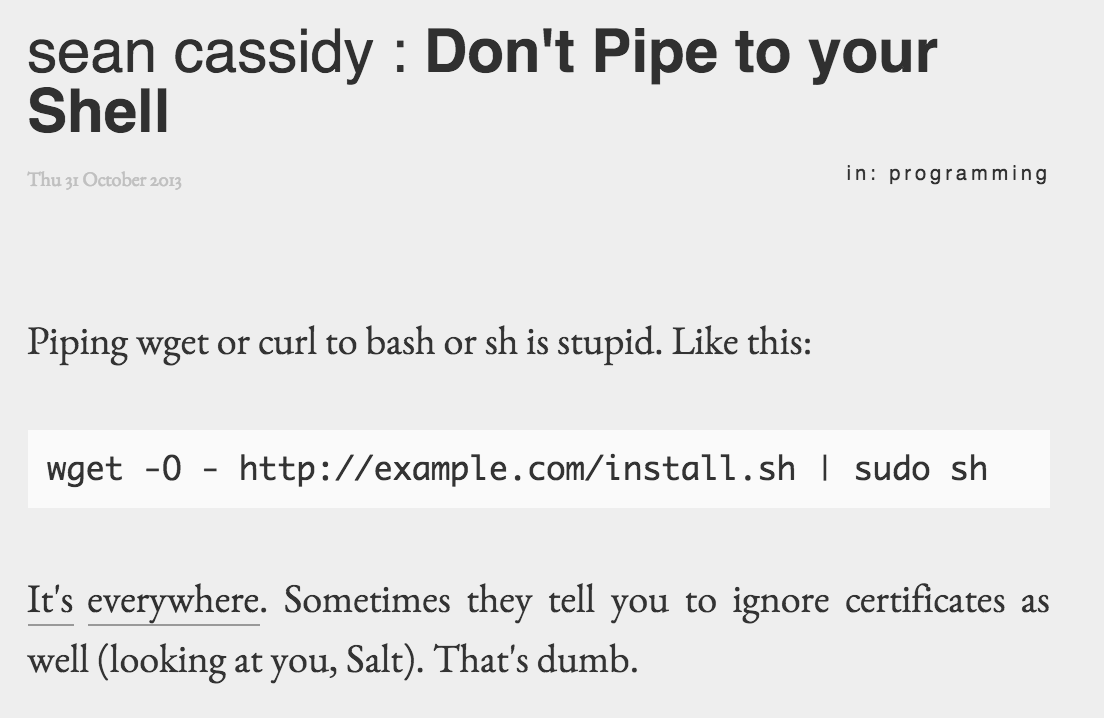 sean cassidy : Don't Pipe to your
Shell
Thu 31 October 2013
in: programming
Piping wget or curl to bash or sh is stupid. Like this:
wget -O - http://example.com/install.sh | sudo sh
It's everywhere. Sometimes they tell you to ignore certificates as
well (looking at you, Salt). That's dumb.